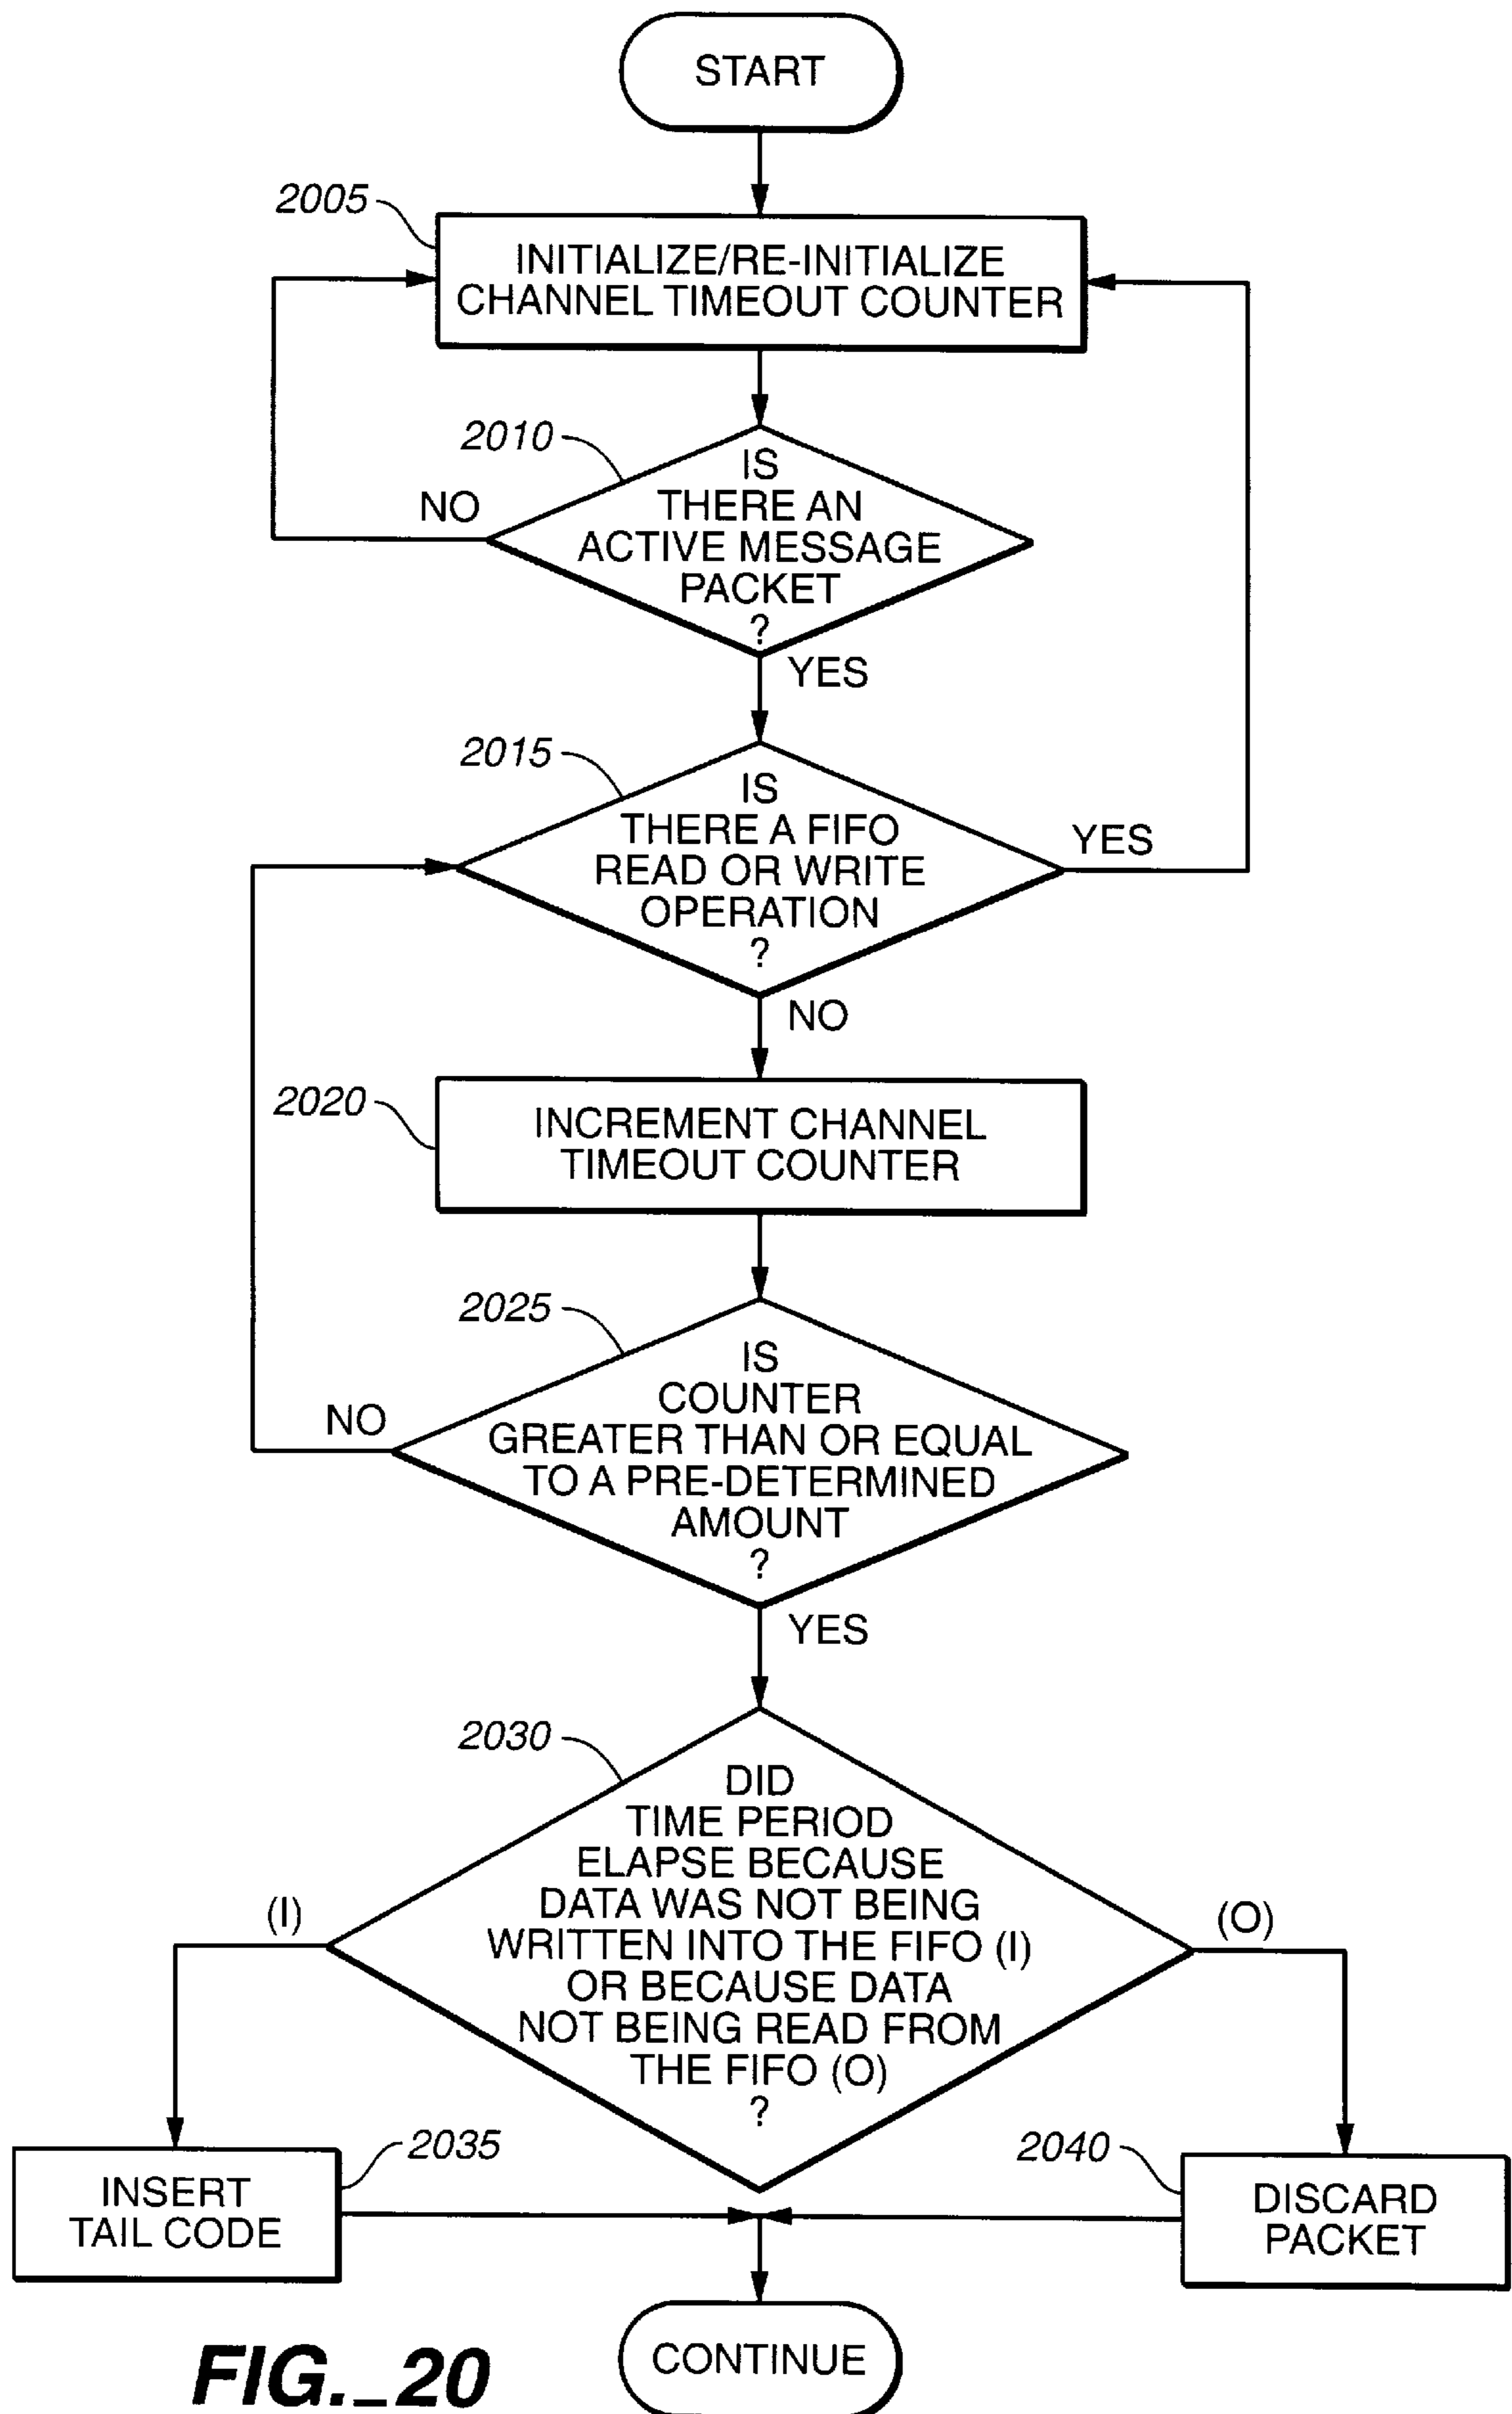 START
2005
INITIALIZE/RE-INITIALIZE
CHANNEL TIMEOUT COUNTER
2010
IS
THERE AN
ACTIVE MESSAGE
PACKET
?
NO
YES
2015
IS
THERE A FIFO
READ OR WRITE
OPERATION
?
YES
NO
2020
INCREMENT CHANNEL
TIMEOUT COUNTER
2025
IS
COUNTER
GREATER THAN OR EQUAL
TO A PRE-DETERMINED
AMOUNT
?
NO
YES
2030
DID
TIME PERIOD
ELAPSE BECAUSE
DATA WAS NOT BEING
WRITTEN INTO THE FIFO (I)
OR BECAUSE DATA
NOT BEING READ FROM
THE FIFO (O)
?
(I)
(O)
2035
INSERT
TAIL CODE
2040
DISCARD
PACKET
CONTINUE
FIG._20